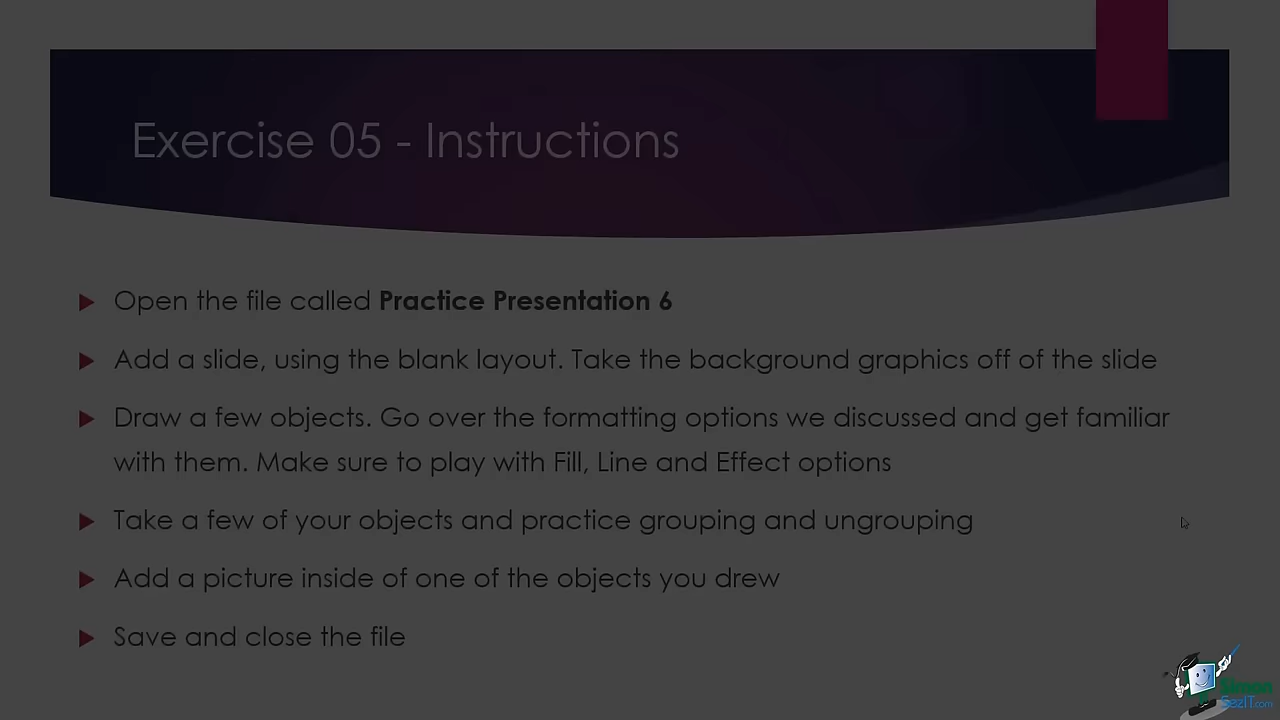 Exercise 05 - Instructions
Open the file called Practice Presentation 6
Add a slide, using the blank layout. Take the background graphics off of the slide
Draw a few objects. Go over the formatting options we discussed and get familiar
with them. Make sure to play with Fill, Line and Effect options
Take a few of your objects and practice grouping and ungrouping
Add a picture inside of one of the objects you drew
Save and close the file
Simon
SezIT.com